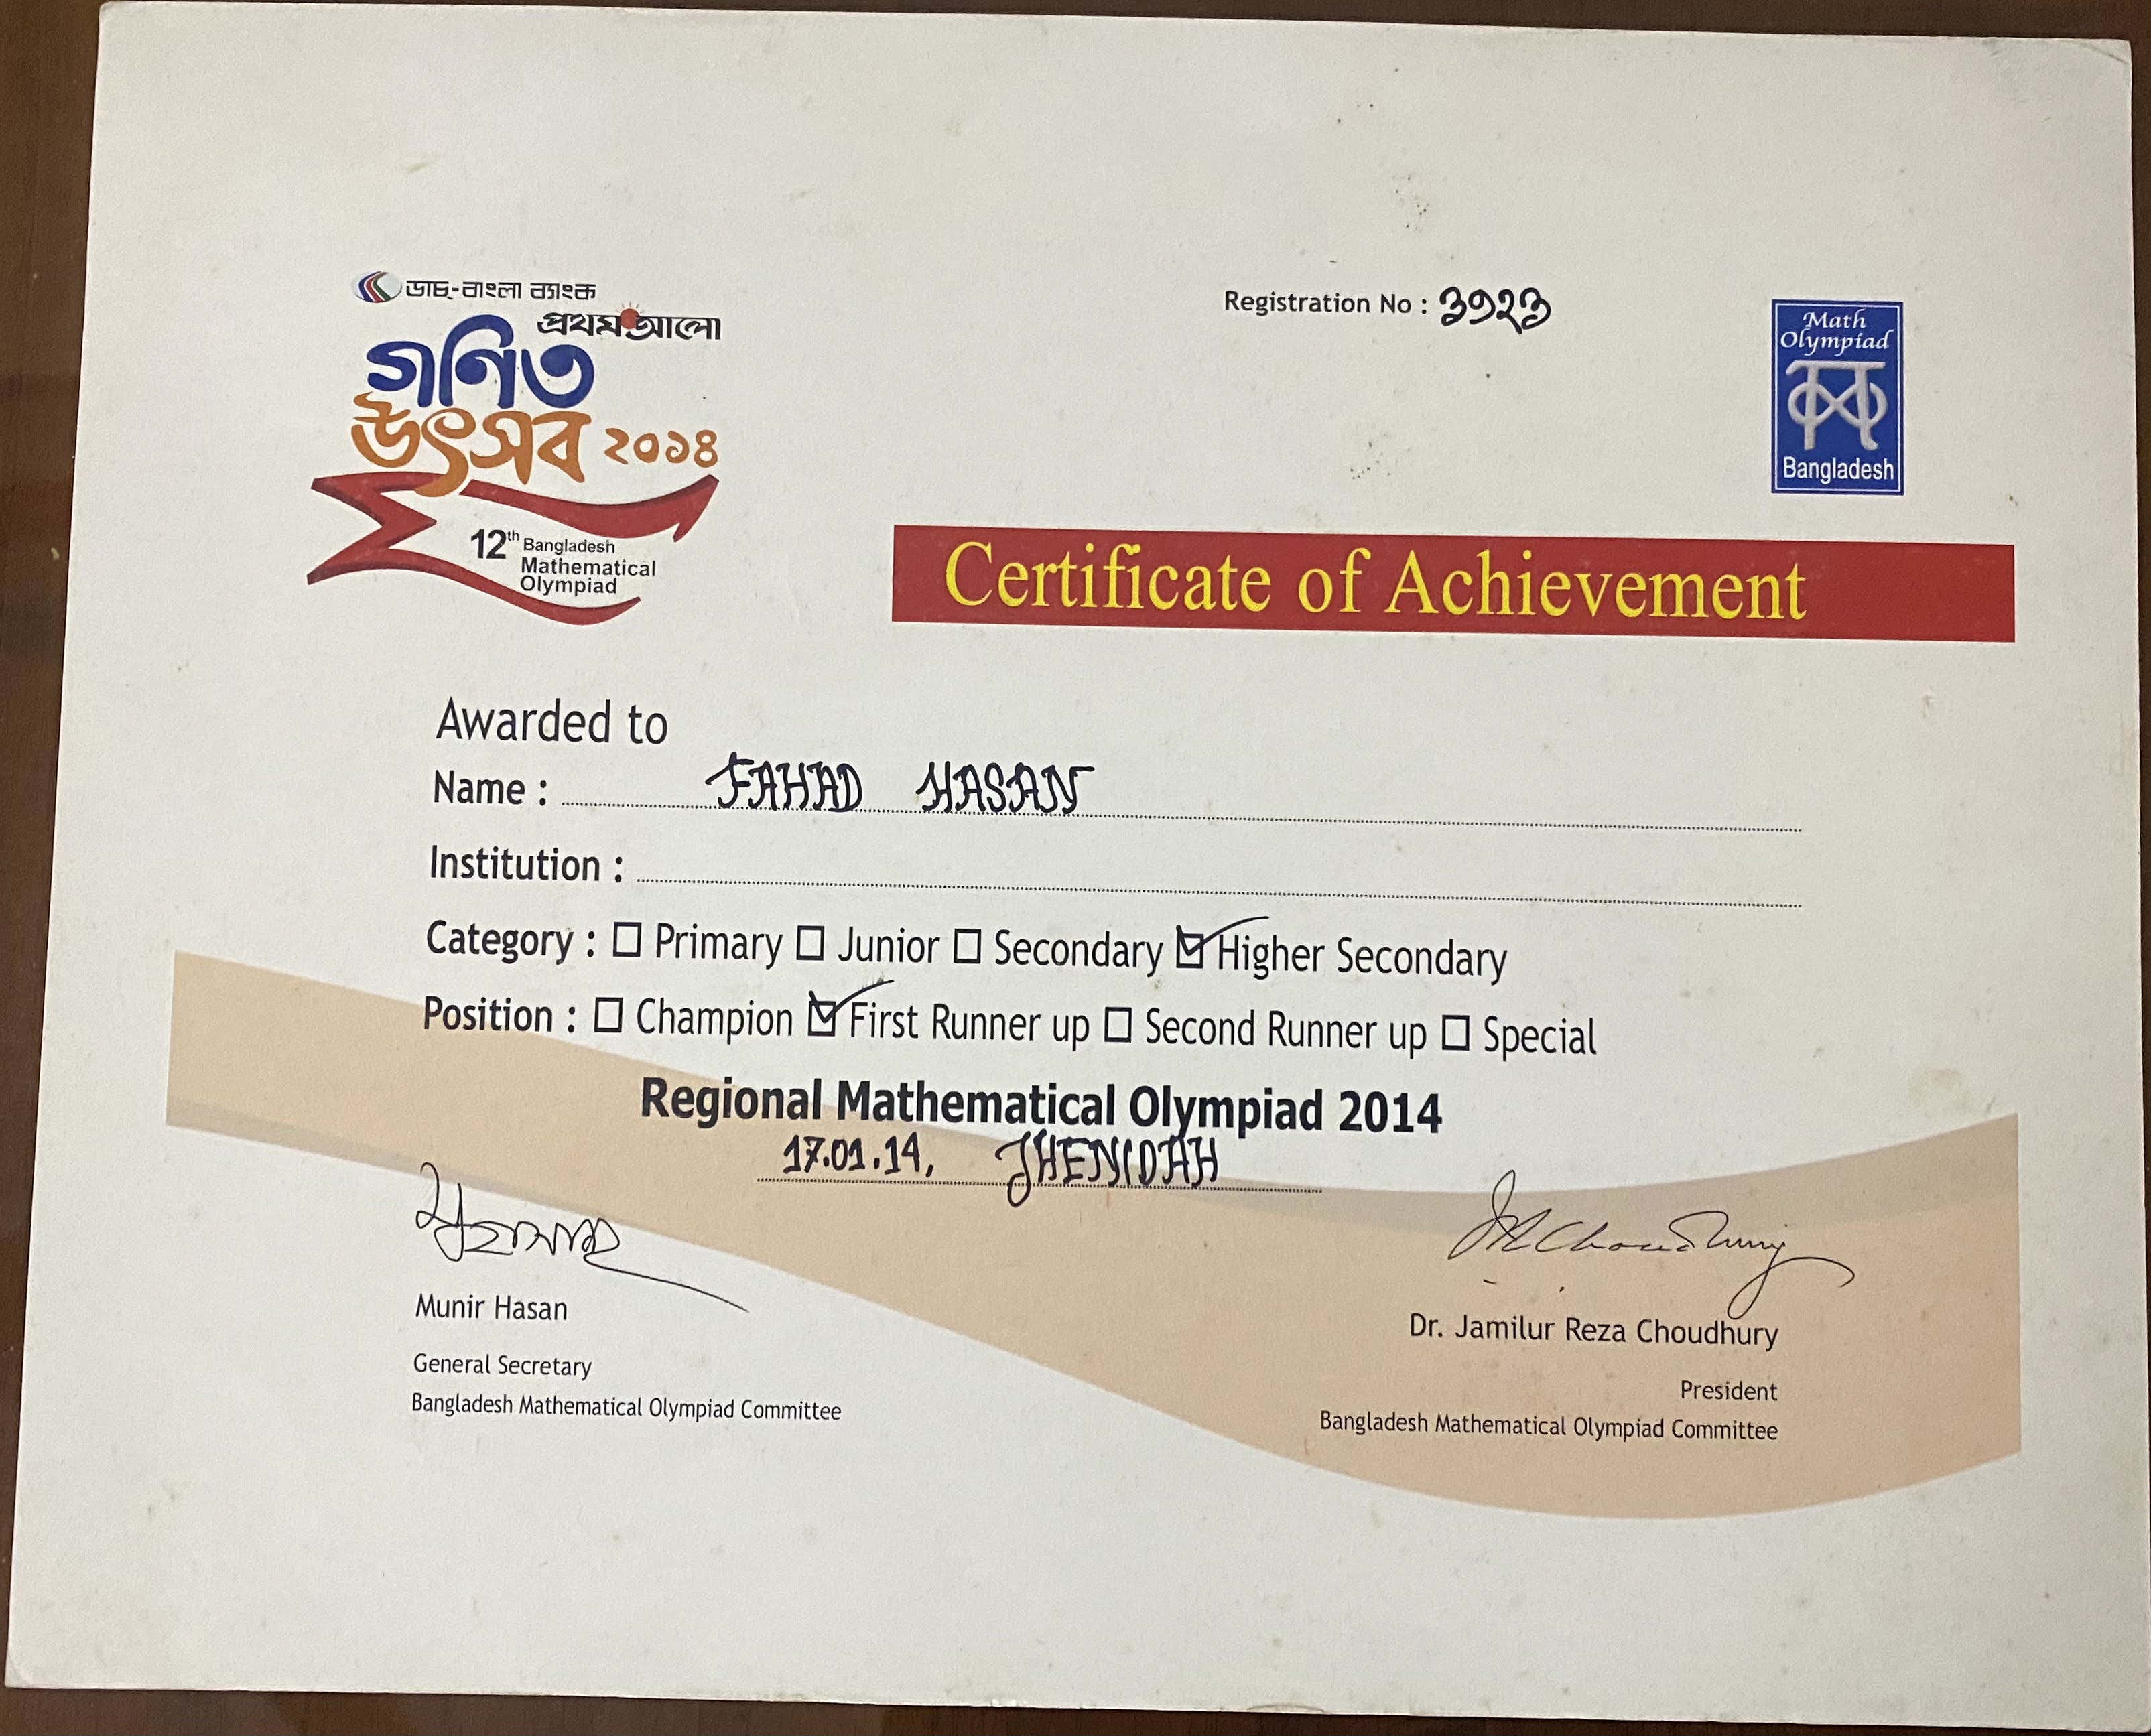 ডাচ্-বাংলা ব্যাংক
প্রথম আলো
গণিত
উৎসব ২০১৪
12th Bangladesh
Mathematical
Olympiad
Registration No : ৩৭২৩
Math
Olympiad
Bangladesh
Certificate of Achievement
Awarded to
Name : FAHAD HASAN
Institution :
Category : ☐ Primary ☐ Junior ☐ Secondary ☑ Higher Secondary
Position : ☐ Champion ☑ First Runner up ☐ Second Runner up ☐ Special
Regional Mathematical Olympiad 2014
17.01.14, JHENIDAH
Munir Hasan
General Secretary
Bangladesh Mathematical Olympiad Committee
JRChoudhury
Dr. Jamilur Reza Choudhury
President
Bangladesh Mathematical Olympiad Committee